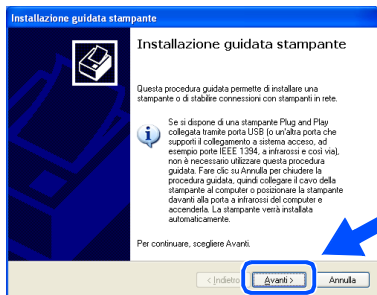 Installazione guidata stampante
Installazione guidata stampante
Questa procedura guidata permette di installare una
stampante o di stabilire connessioni con stampanti in rete.
Se si dispone di una stampante Plug and Play
collegata tramite porta USB (o un'altra porta che
supporti il collegamento a sistema acceso, ad
esempio porte IEEE 1394, a infrarossi e così via),
non è necessario utilizzare questa procedura
guidata. Fare clic su Annulla per chiudere la
procedura guidata, quindi collegare il cavo della
stampante al computer o posizionare la stampante
davanti alla porta a infrarossi del computer e
accenderla. La stampante verrà installata
automaticamente.
Per continuare, scegliere Avanti.
< Indietro Avanti > Annulla